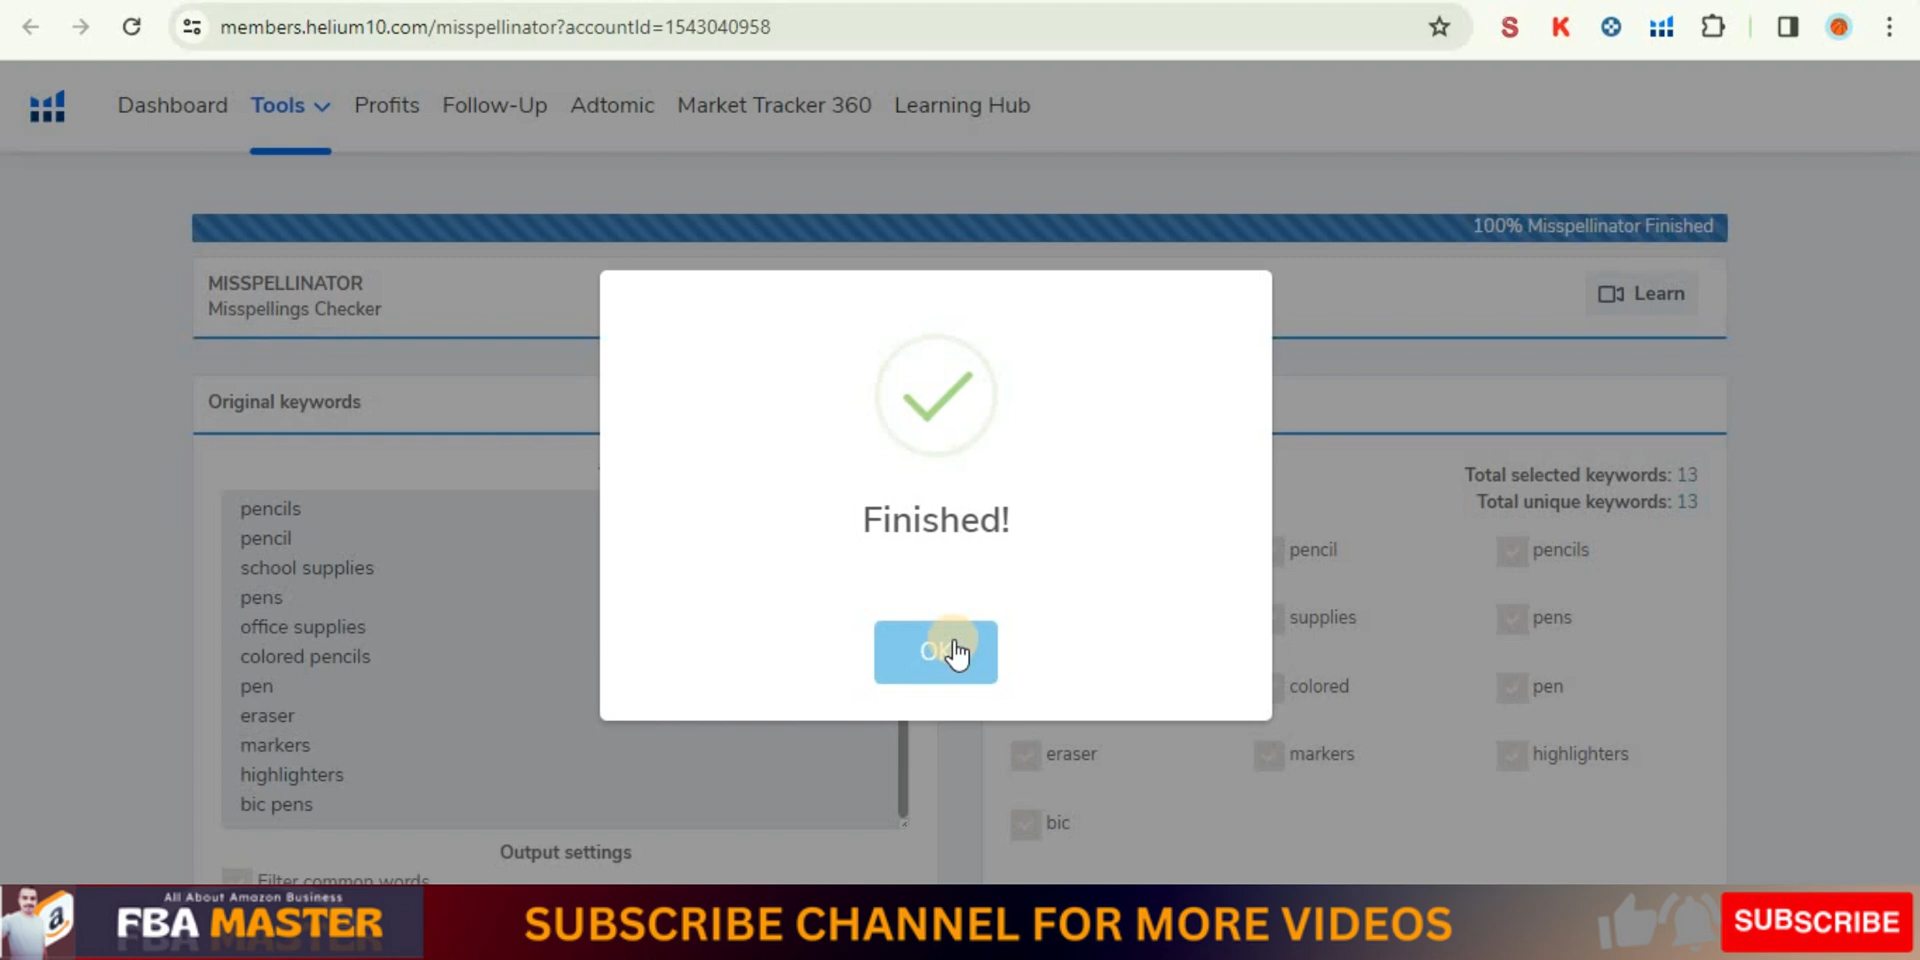 members.helium10.com/misspellinator?accountId=1543040958
S
K
Dashboard
Tools
Profits
Follow-Up
Adtomic
Market Tracker 360
Learning Hub
100% Misspellinator Finished
MISSPELLINATOR
Misspellings Checker
Learn
Original keywords
Total selected keywords: 13
Total unique keywords: 13
pencils
pencil
school supplies
pens
office supplies
colored pencils
pen
eraser
markers
highlighters
bic pens
Finished!
OK
pencil
pencils
supplies
pens
colored
pen
eraser
markers
highlighters
bic
Output settings
Filter common words
All About Amazon Business
FBA MASTER
SUBSCRIBE CHANNEL FOR MORE VIDEOS
SUBSCRIBE